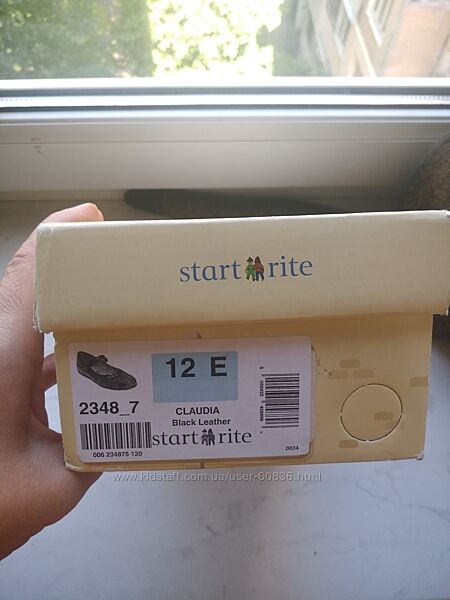 start rite
12 E
2348_7
CLAUDIA
Black Leather
start rite
006 234875 120
0034
www.kidstaff.com.ua/user-60836.html